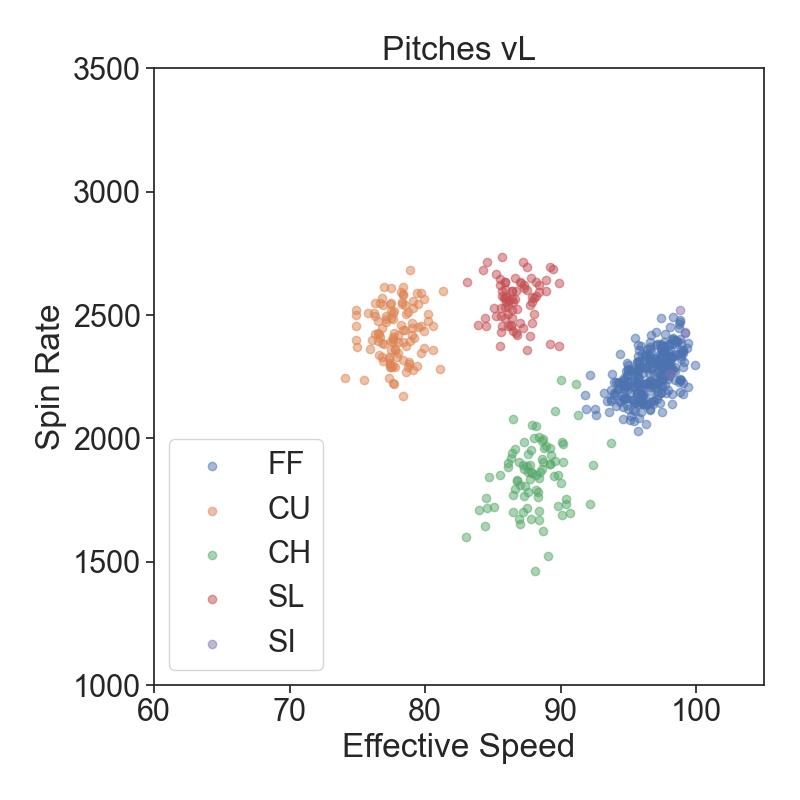 Pitches vL
3500
3000
2500
2000
1500
1000
Spin Rate
FF
CU
CH
SL
SI
60 70 80 90 100
Effective Speed